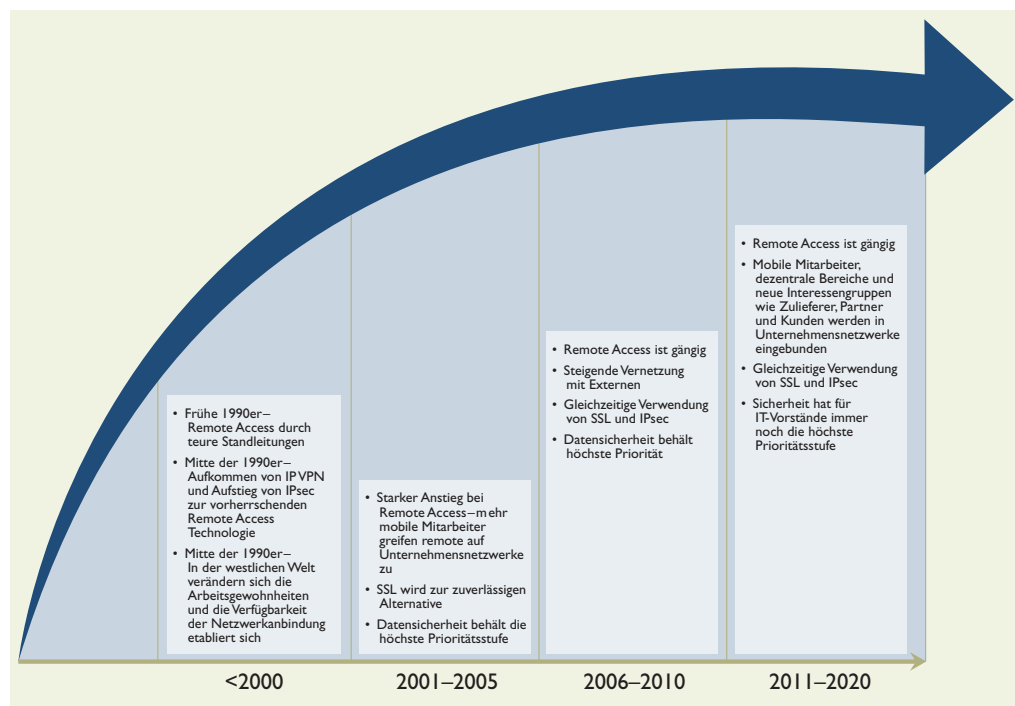 • Frühe 1990er–
Remote Access durch
teure Standleitungen
• Mitte der 1990er–
Aufkommen von IP VPN
und Aufstieg von IPsec
zur vorherrschenden
Remote Access
Technologie
• Mitte der 1990er–
In der westlichen Welt
verändern sich die
Arbeitsgewohnheiten
und die Verfügbarkeit
der Netzwerkanbindung
etabliert sich
• Starker Anstieg bei
Remote Access–mehr
mobile Mitarbeiter
greifen remote auf
Unternehmensnetzwerke
zu
• SSL wird zur zuverlässigen
Alternative
• Datensicherheit behält die
höchste Prioritätsstufe
• Remote Access ist gängig
• Steigende Vernetzung
mit Externen
• Gleichzeitige Verwendung
von SSL und IPsec
• Datensicherheit behält
höchste Priorität
• Remote Access ist gängig
• Mobile Mitarbeiter,
dezentrale Bereiche und
neue Interessengruppen
wie Zulieferer, Partner
und Kunden werden in
Unternehmensnetzwerke
eingebunden
• Gleichzeitige Verwendung
von SSL und IPsec
• Sicherheit hat für
IT-Vorstände immer
noch die höchste
Prioritätsstufe
<2000
2001–2005
2006–2010
2011–2020